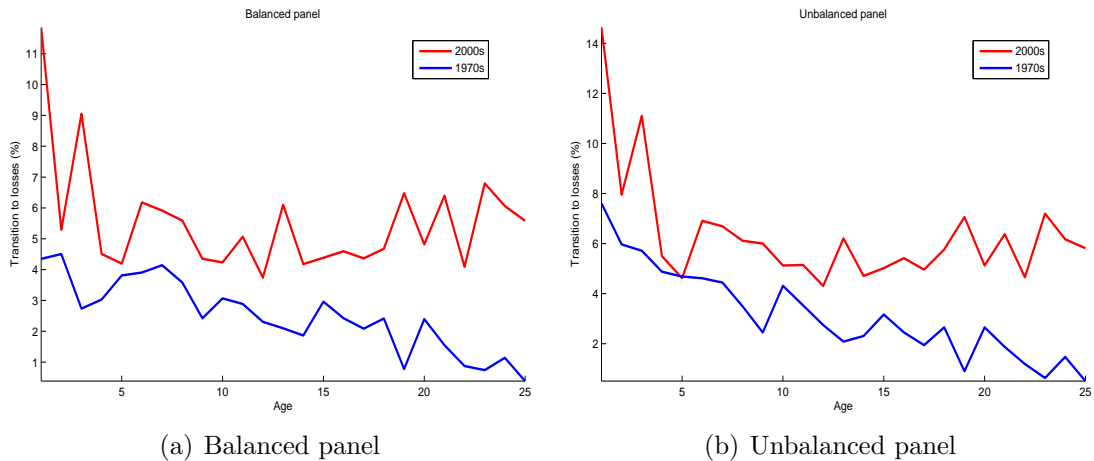 Balanced panel
11
10
9
8
7
6
5
4
3
2
1
Transition to losses (%)
2000s
1970s
5
10
15
20
25
Age
(a) Balanced panel
Unbalanced panel
14
12
10
8
6
4
2
Transition to losses (%)
2000s
1970s
5
10
15
20
25
Age
(b) Unbalanced panel